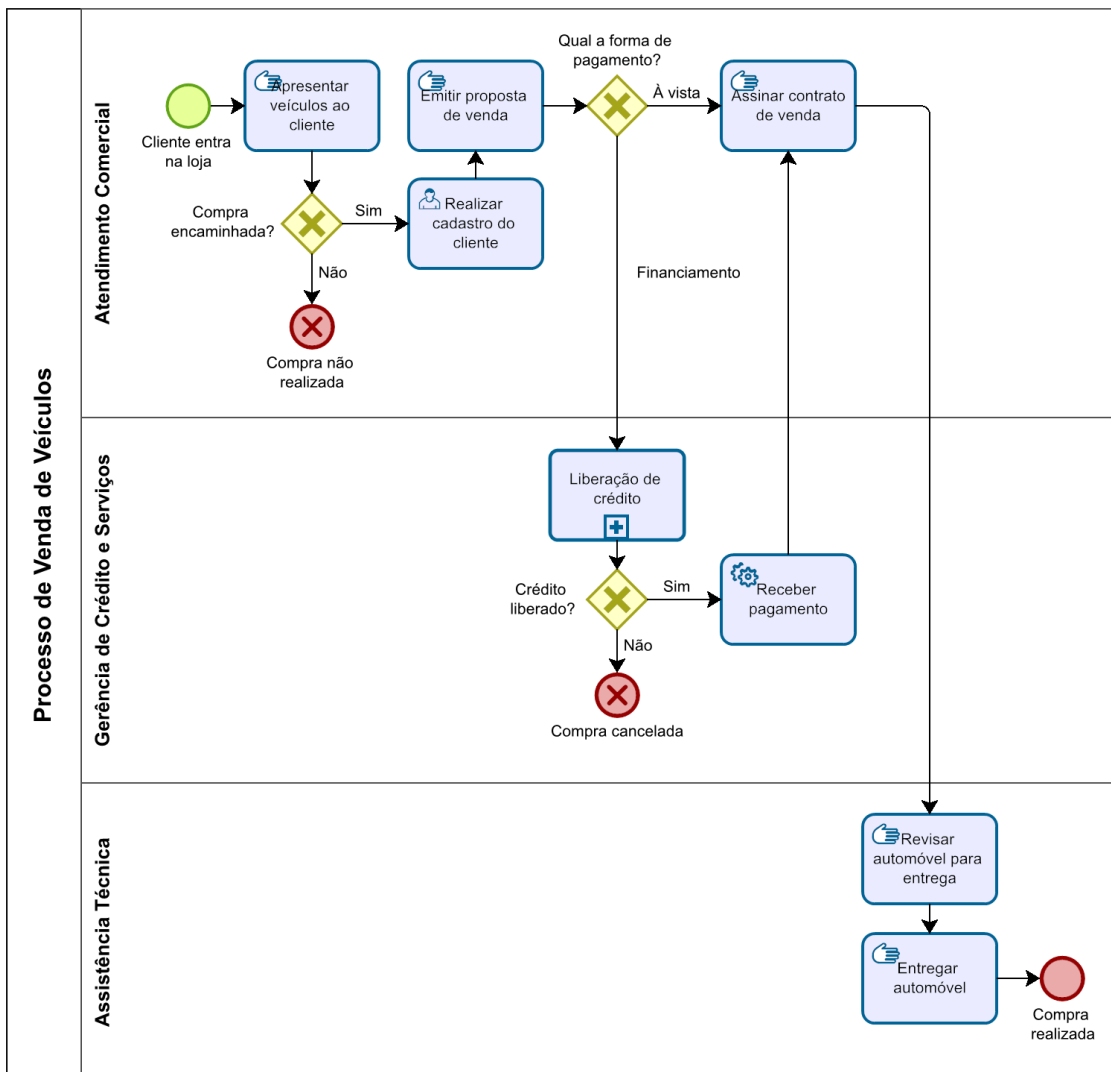 Processo de Venda de Veículos
Atendimento Comercial
Cliente entra
na loja
Apresentar
veículos ao
cliente
Compra
encaminhada?
Sim
Não
Compra não
realizada
Realizar
cadastro do
cliente
Emitir proposta
de venda
Qual a forma de
pagamento?
À vista
Financiamento
Assinar contrato
de venda
Gerência de Crédito e Serviços
Liberação de
crédito
Crédito
liberado?
Sim
Não
Compra cancelada
Receber
pagamento
Assistência Técnica
Revisar
automóvel para
entrega
Entregar
automóvel
Compra
realizada